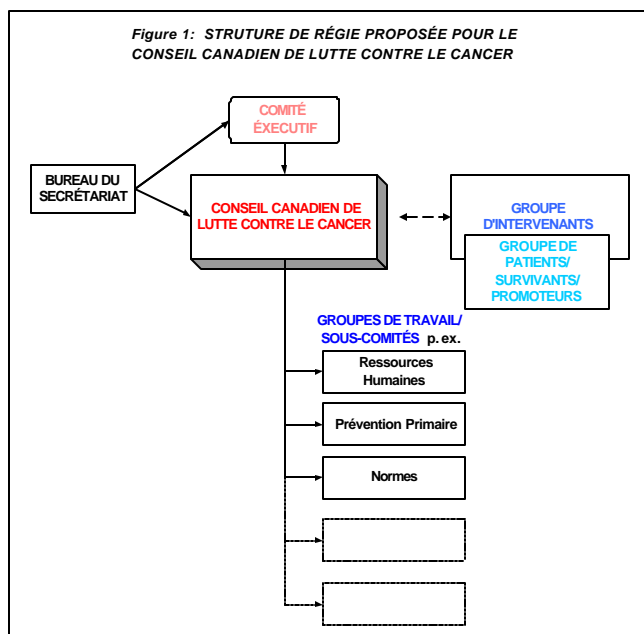 Figure 1: STRUTURE DE RÉGIE PROPOSÉE POUR LE
CONSEIL CANADIEN DE LUTTE CONTRE LE CANCER
COMITÉ
ÉXECUTIF
BUREAU DU
SECRÉTARIAT
CONSEIL CANADIEN DE
LUTTE CONTRE LE CANCER
GROUPE
D'INTERVENANTS
GROUPE DE
PATIENTS/
SURVIVANTS/
PROMOTEURS
GROUPES DE TRAVAIL/
SOUS-COMITÉS p. ex.
Ressources
Humaines
Prévention Primaire
Normes